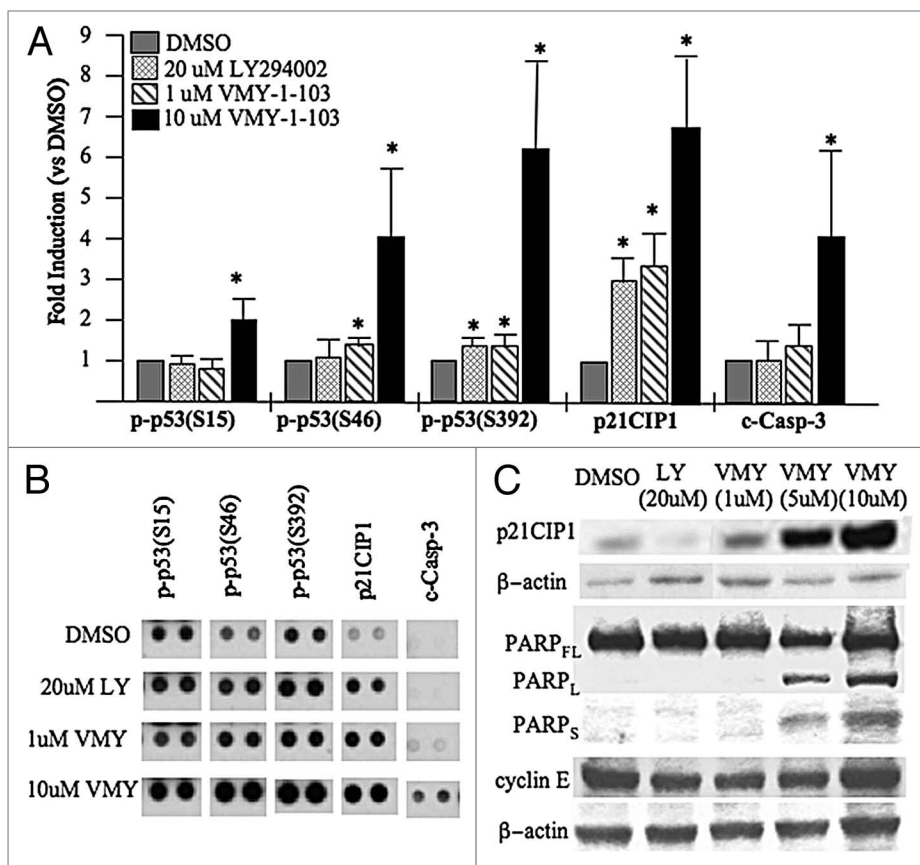 A
9
8
7
6
5
4
3
2
1
Fold Induction (vs DMSO)
DMSO
20 uM LY294002
1 uM VMY-1-103
10 uM VMY-1-103
* * * * * * * * * *
p-p53(S15) p-p53(S46) p-p53(S392) p21CIP1 c-Casp-3
B
p-p53(S15) p-p53(S46) p-p53(S392) p21CIP1 c-Casp-3
DMSO
20uM LY
1uM VMY
10uM VMY
C
DMSO LY VMY VMY VMY
(20uM) (1uM) (5uM) (10uM)
p21CIP1
β-actin
PARPFL
PARPL
PARPS
cyclin E
β-actin